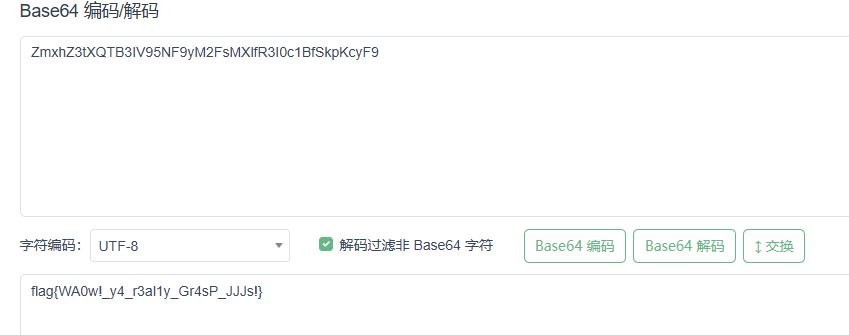 Base64 编码/解码
ZmxhZ3tXQTB3IV95NF9yM2FsMXlfR3I0c1BfSkpKcyF9
字符编码: UTF-8 解码过滤非 Base64 字符 Base64 编码 Base64 解码 ↕ 交换
flag{WA0w!_y4_r3al1y_Gr4sP_JJJs!}